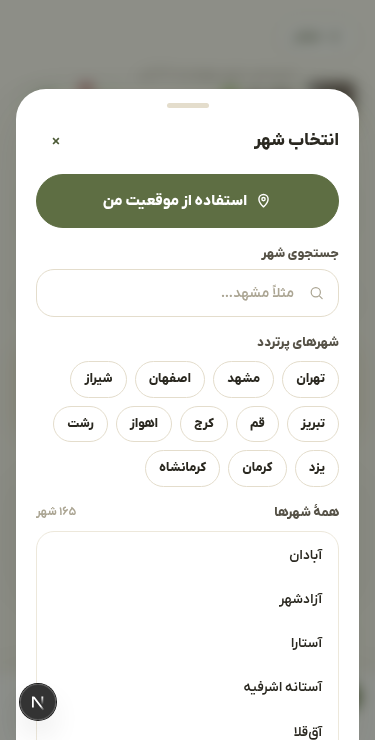 انتخاب شهر ×
استفاده از موقعیت من
جستجوی شهر
مثلاً مشهد...
شهرهای پرتردد
تهران مشهد اصفهان شیراز
تبریز قم کرج اهواز رشت
یزد کرمان کرمانشاه
همهٔ شهرها ۱۶۵ شهر
آبادان
آزادشهر
آستارا
آستانه اشرفیه
آق‌قلا
N